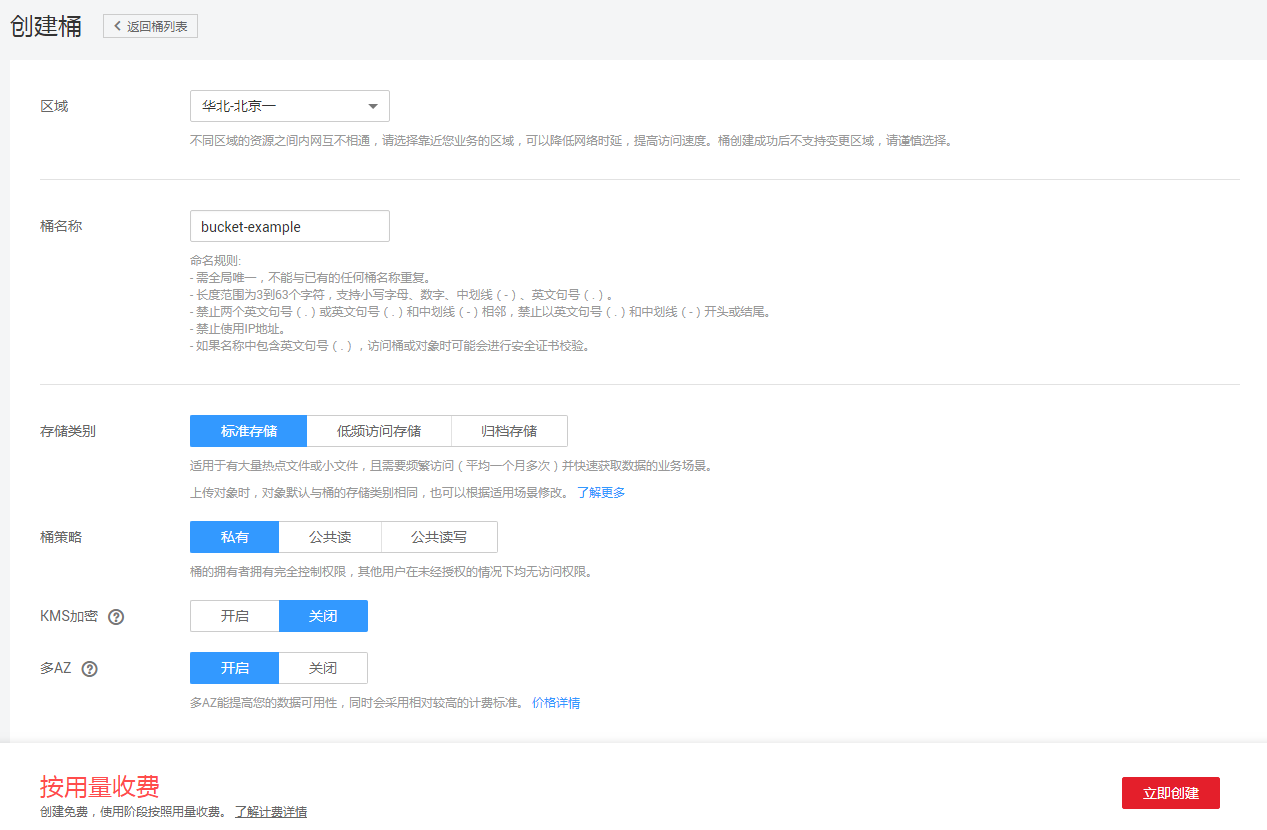 创建桶
返回桶列表
区域
华北-北京一
不同区域的资源之间内网互不相通，请选择靠近您业务的区域，可以降低网络时延，提高访问速度。桶创建成功后不支持变更区域，请谨慎选择。
桶名称
bucket-example
命名规则:
- 需全局唯一，不能与已有的任何桶名称重复。
- 长度范围为3到63个字符，支持小写字母、数字、中划线（-）、英文句号（.）。
- 禁止两个英文句号（.）或英文句号（.）和中划线（-）相邻，禁止以英文句号（.）和中划线（-）开头或结尾。
- 禁止使用IP地址。
- 如果名称中包含英文句号（.），访问桶或对象时可能会进行安全证书校验。
存储类别
标准存储 低频访问存储 归档存储
适用于有大量热点文件或小文件，且需要频繁访问（平均一个月多次）并快速获取数据的业务场景。
上传对象时，对象默认与桶的存储类别相同，也可以根据适用场景修改。 了解更多
桶策略
私有 公共读 公共读写
桶的拥有者拥有完全控制权限，其他用户在未经授权的情况下均无访问权限。
KMS加密 ?
开启 关闭
多AZ ?
开启 关闭
多AZ能提高您的数据可用性，同时会采用相对较高的计费标准。 价格详情
按用量收费
创建免费，使用阶段按照用量收费。 了解计费详情
立即创建